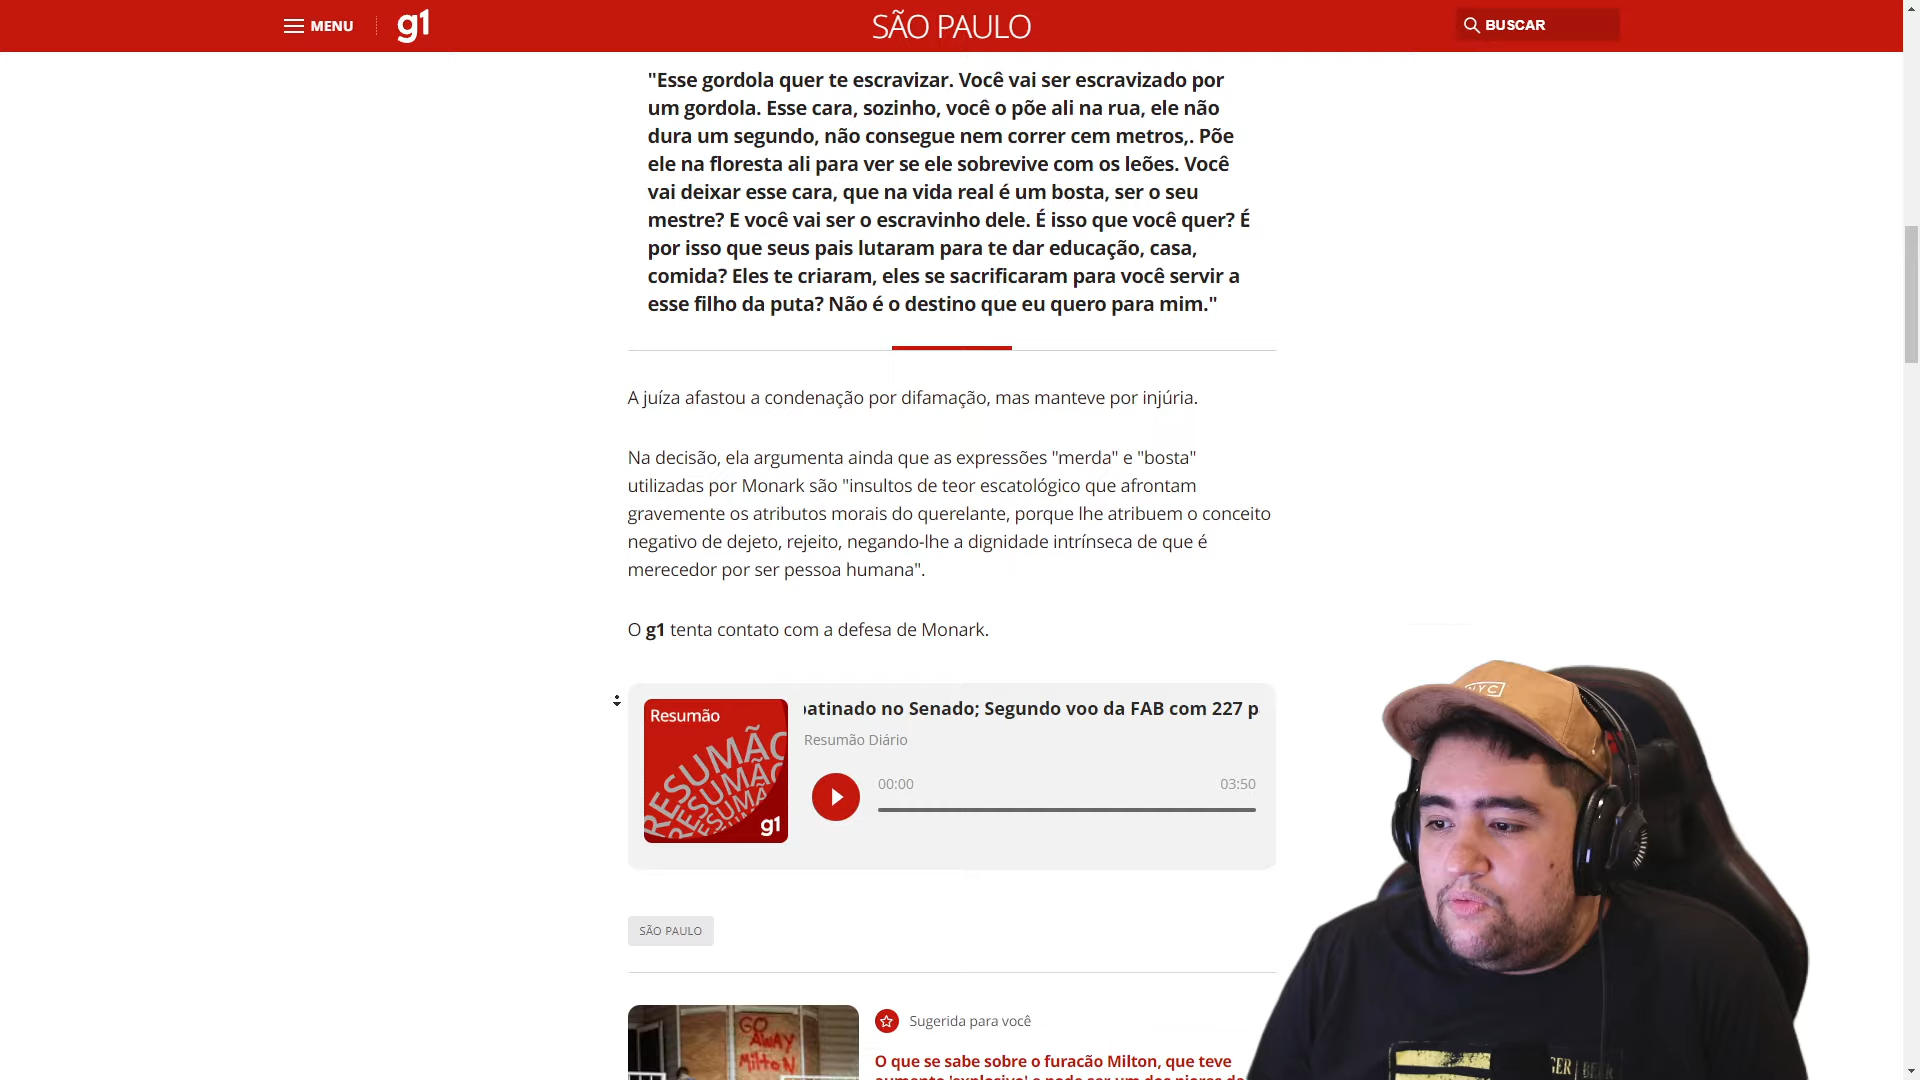 MENU
g1
SÃO PAULO
BUSCAR
"Esse gordola quer te escravizar. Você vai ser escravizado por
um gordola. Esse cara, sozinho, você o põe ali na rua, ele não
dura um segundo, não consegue nem correr cem metros,. Põe
ele na floresta ali para ver se ele sobrevive com os leões. Você
vai deixar esse cara, que na vida real é um bosta, ser o seu
mestre? E você vai ser o escravinho dele. É isso que você quer? É
por isso que seus pais lutaram para te dar educação, casa,
comida? Eles te criaram, eles se sacrificaram para você servir a
esse filho da puta? Não é o destino que eu quero para mim."
A juíza afastou a condenação por difamação, mas manteve por injúria.
Na decisão, ela argumenta ainda que as expressões "merda" e "bosta"
utilizadas por Monark são "insultos de teor escatológico que afrontam
gravemente os atributos morais do querelante, porque lhe atribuem o conceito
negativo de dejeto, rejeito, negando-lhe a dignidade intrínseca de que é
merecedor por ser pessoa humana".
O g1 tenta contato com a defesa de Monark.
Resumão
RESUMÃO
RESUMÃO
RESUMÃO
g1
patinado no Senado; Segundo voo da FAB com 227 p
Resumão Diário
00:00
03:50
NYC
SÃO PAULO
GO
AWAY
MiltoN
Sugerida para você
O que se sabe sobre o furacão Milton, que teve